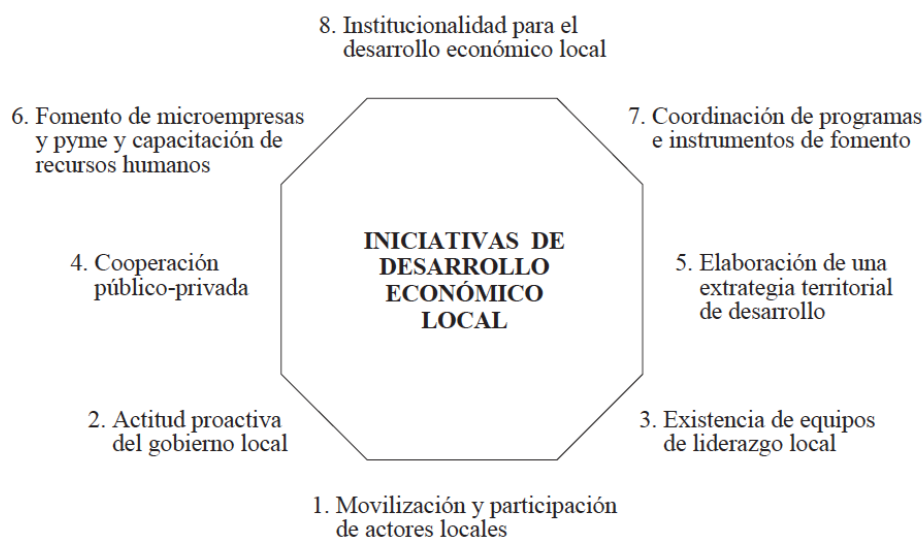 8. Institucionalidad para el
desarrollo económico local
6. Fomento de microempresas
y pyme y capacitación de
recursos humanos
7. Coordinación de programas
e instrumentos de fomento
INICIATIVAS DE
DESARROLLO
ECONÓMICO
LOCAL
4. Cooperación
público-privada
5. Elaboración de una
extrategia territorial
de desarrollo
2. Actitud proactiva
del gobierno local
3. Existencia de equipos
de liderazgo local
1. Movilización y participación
de actores locales